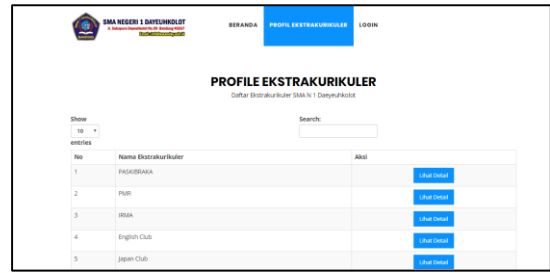 SMA NEGERI 1 DAYEUHKOLOT
BERANDA PROFIL EKSTRAKURIKULER LOGIN
PROFILE EKSTRAKURIKULER
Daftar Ekstrakurikuler SMA N 1 Daeyeuhkolot
Show
10
entries
Search:
No Nama Ekstrakurikuler Aksi
1 PASKIBRAKA Lihat Detail
2 PMR Lihat Detail
3 IRMA Lihat Detail
4 English Club Lihat Detail
5 Japan Club Lihat Detail